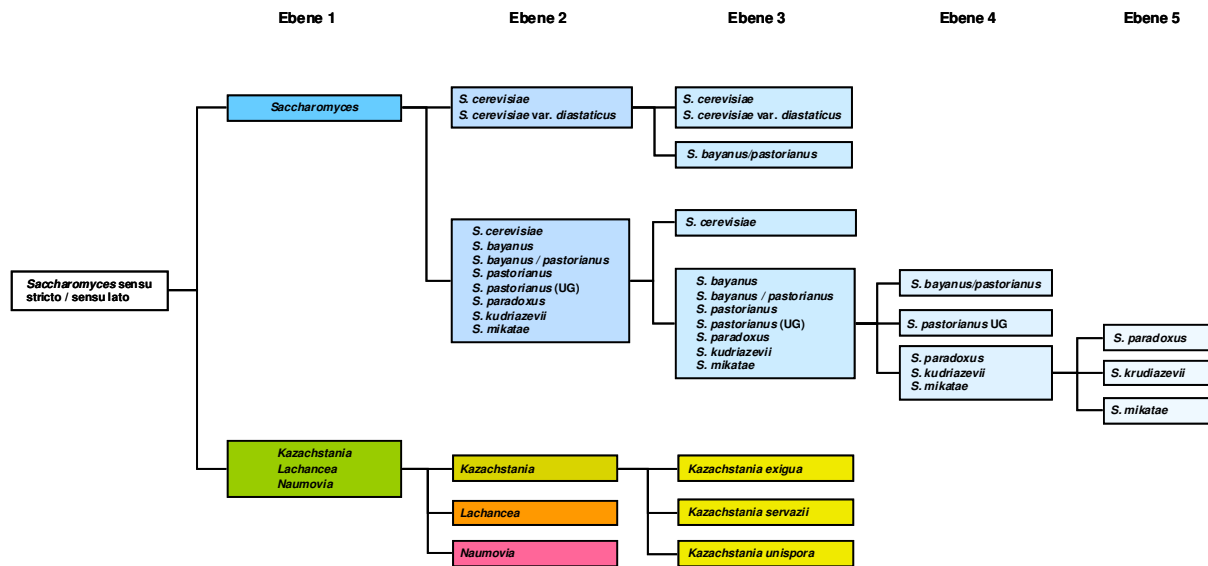 Ebene 1
Ebene 2
Ebene 3
Ebene 4
Ebene 5
Saccharomyces sensu
stricto / sensu lato
Saccharomyces
Kazachstania
Lachancea
Naumovia
S. cerevisiae
S. cerevisiae var. diastaticus
S. cerevisiae
S. bayanus
S. bayanus / pastorianus
S. pastorianus
S. pastorianus (UG)
S. paradoxus
S. kudriazevii
S. mikatae
Kazachstania
Lachancea
Naumovia
S. cerevisiae
S. cerevisiae var. diastaticus
S. bayanus/pastorianus
S. cerevisiae
S. bayanus
S. bayanus / pastorianus
S. pastorianus
S. pastorianus (UG)
S. paradoxus
S. kudriazevii
S. mikatae
Kazachstania exigua
Kazachstania servazii
Kazachstania unispora
S. bayanus/pastorianus
S. pastorianus UG
S. paradoxus
S. kudriazevii
S. mikatae
S. paradoxus
S. krudiazevii
S. mikatae